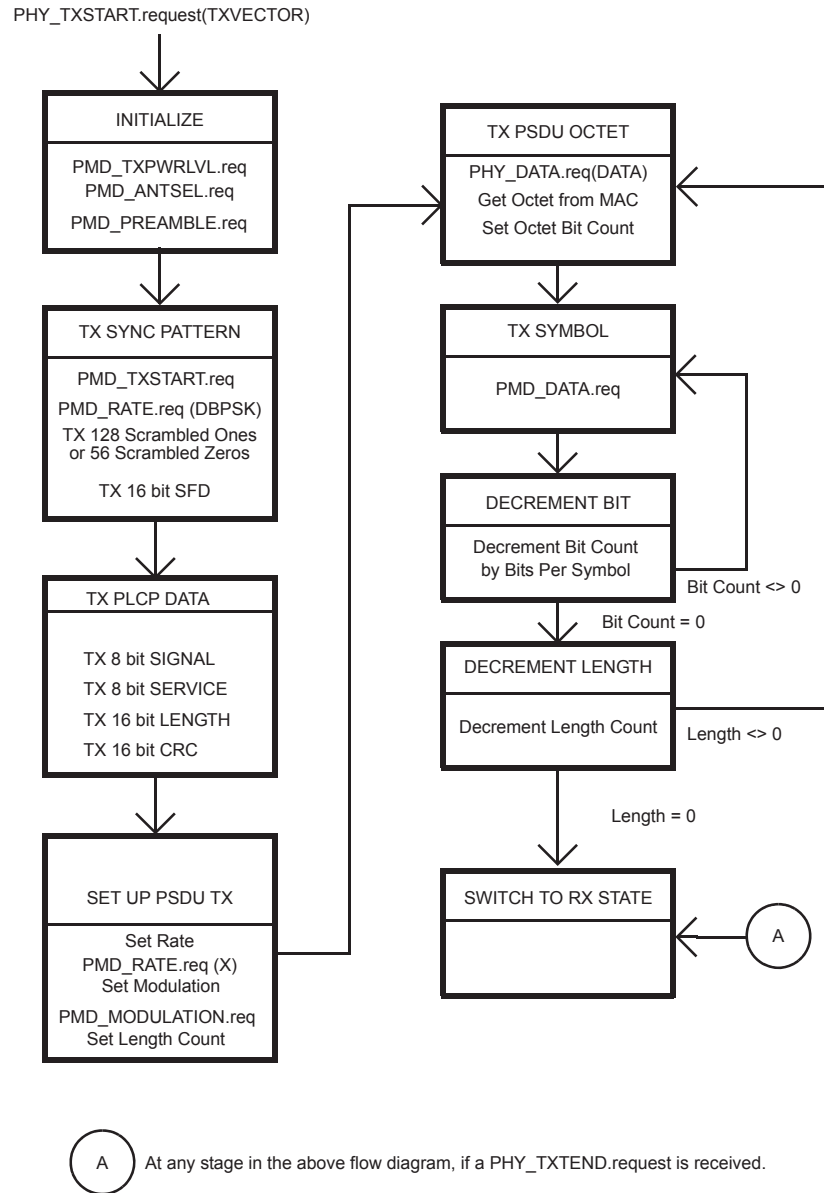 PHY_TXSTART.request(TXVECTOR)
INITIALIZE
PMD_TXPWRLVL.req
PMD_ANTSEL.req
PMD_PREAMBLE.req
TX SYNC PATTERN
PMD_TXSTART.req
PMD_RATE.req (DBPSK)
TX 128 Scrambled Ones
or 56 Scrambled Zeros
TX 16 bit SFD
TX PLCP DATA
TX 8 bit SIGNAL
TX 8 bit SERVICE
TX 16 bit LENGTH
TX 16 bit CRC
SET UP PSDU TX
Set Rate
PMD_RATE.req (X)
Set Modulation
PMD_MODULATION.req
Set Length Count
TX PSDU OCTET
PHY_DATA.req(DATA)
Get Octet from MAC
Set Octet Bit Count
TX SYMBOL
PMD_DATA.req
DECREMENT BIT
Decrement Bit Count
by Bits Per Symbol
Bit Count <> 0
Bit Count = 0
DECREMENT LENGTH
Decrement Length Count
Length <> 0
Length = 0
SWITCH TO RX STATE
A
A
At any stage in the above flow diagram, if a PHY_TXTEND.request is received.